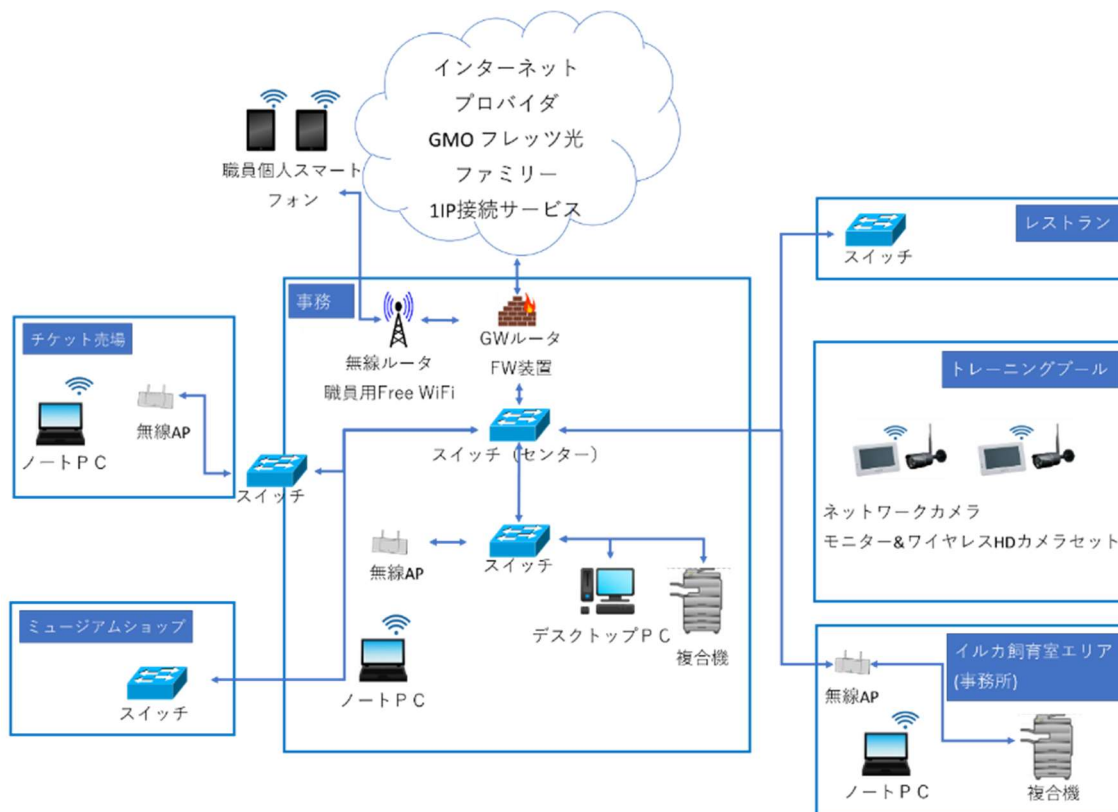 インターネット
プロバイダ
GMO フレッツ光
ファミリー
1IP接続サービス
職員個人スマート
フォン
事務
無線ルータ
職員用Free WiFi
GWルータ
FW装置
スイッチ（センター）
チケット売場
ノートＰＣ
無線AP
スイッチ
無線AP
スイッチ
デスクトップＰＣ
複合機
ノートＰＣ
ミュージアムショップ
スイッチ
レストラン
スイッチ
トレーニングプール
ネットワークカメラ
モニター&ワイヤレスHDカメラセット
イルカ飼育室エリア
(事務所)
無線AP
ノートＰＣ
複合機